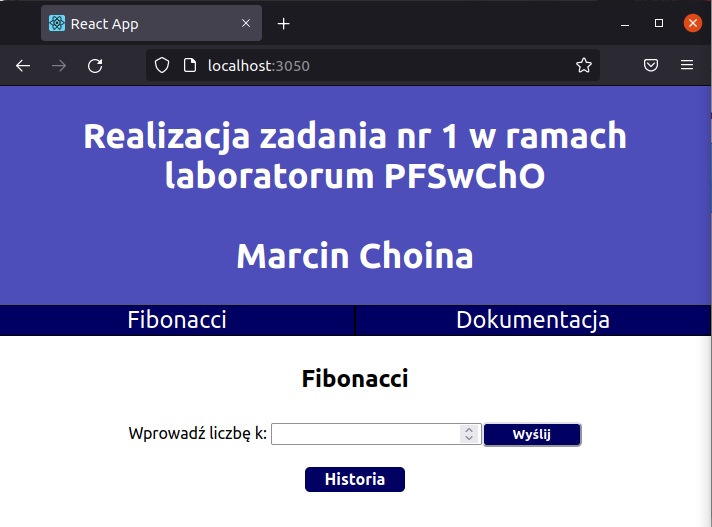 React App
localhost:3050
Realizacja zadania nr 1 w ramach
laboratorum PFSwChO
Marcin Choina
Fibonacci Dokumentacja
Fibonacci
Wprowadź liczbę k: Wyślij
Historia